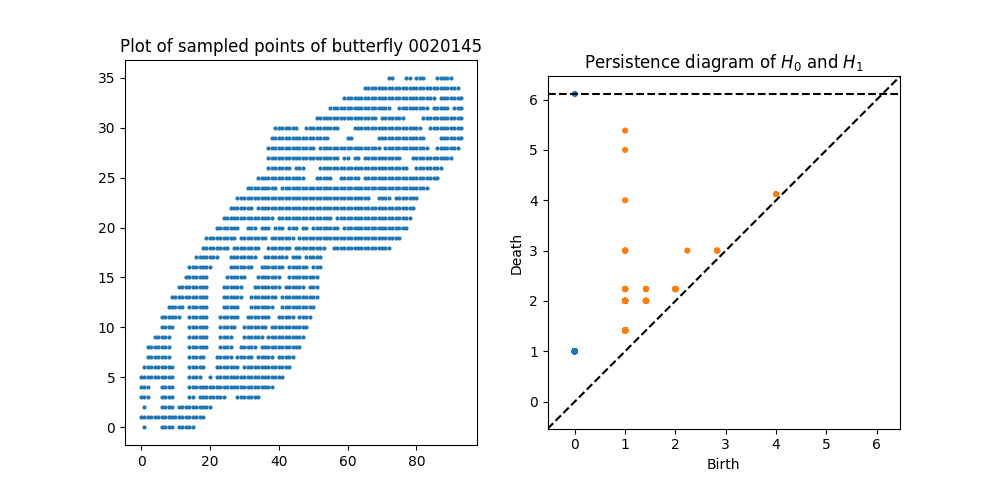 Plot of sampled points of butterfly 0020145
35
30
25
20
15
10
5
0
0 20 40 60 80
Persistence diagram of H₀ and H₁
Death
6
5
4
3
2
1
0
0 1 2 3 4 5 6
Birth